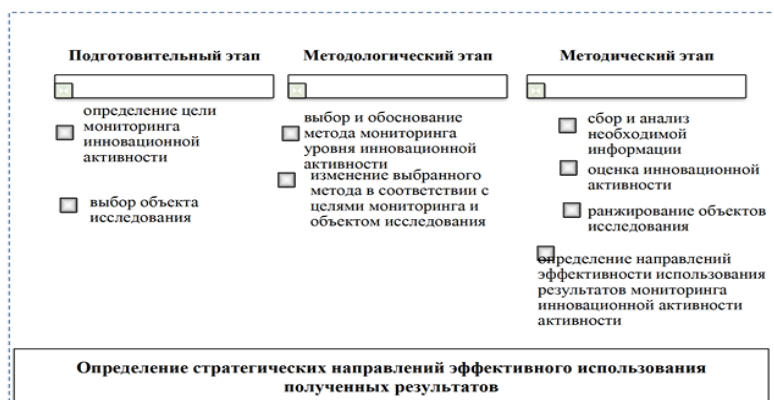 Подготовительный этап
определение цели
мониторинга
инновационной
активности
выбор объекта
исследования
Методологический этап
выбор и обоснование
метода мониторинга
уровня инновационной
активности
изменение выбранного
метода в соответствии с
целями мониторинга и
объектом исследования
Методический этап
сбор и анализ
необходимой
информации
оценка инновационной
активности
ранжирование объектов
исследования
определение направлений
эффективности использования
результатов мониторинга
инновационной активности
активности
Определение стратегических направлений эффективного использования
полученных результатов